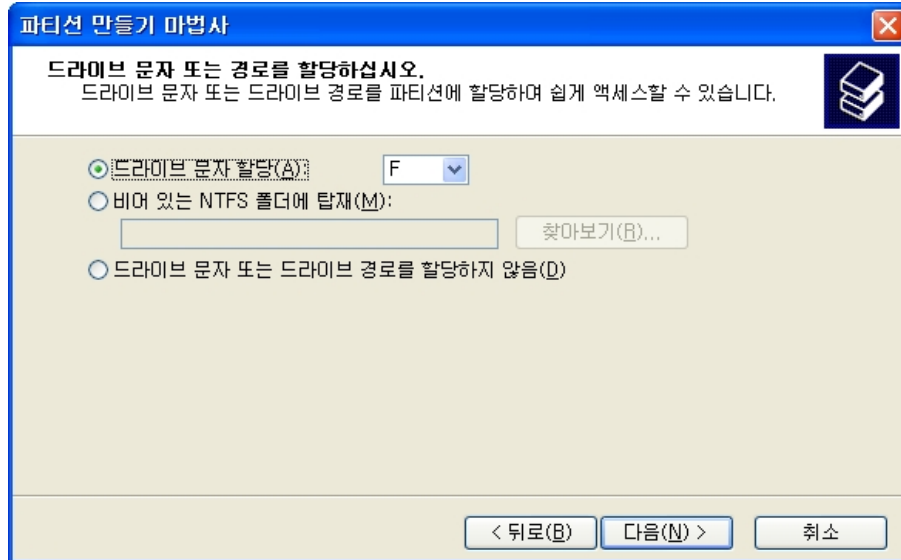 파티션 만들기 마법사
드라이브 문자 또는 경로를 할당하십시오.
드라이브 문자 또는 드라이브 경로를 파티션에 할당하여 쉽게 액세스할 수 있습니다.
드라이브 문자 할당(A): F
비어 있는 NTFS 폴더에 탑재(M):
찾아보기(R)...
드라이브 문자 또는 드라이브 경로를 할당하지 않음(D)
< 뒤로(B) 다음(N) > 취소